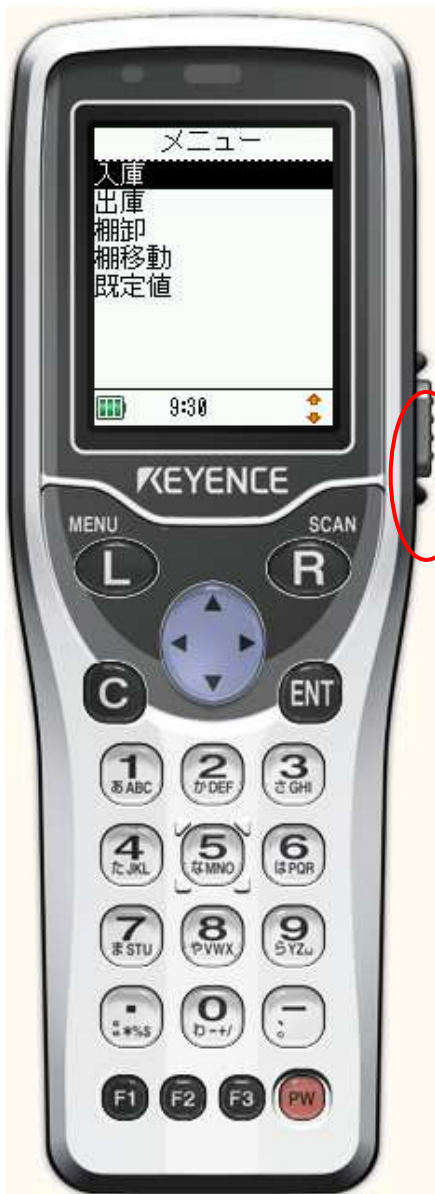 メニュー
入庫
出庫
棚卸
棚移動
既定値
9:30
KEYENCE
MENU
SCAN
L
R
C
ENT
1
あABC
2
かDEF
3
さGHI
4
たJKL
5
なMNO
6
はPQR
7
まSTU
8
やVWX
9
らYZ␣
.
*%$
0
わ-+/
—
、。
F1
F2
F3
PW